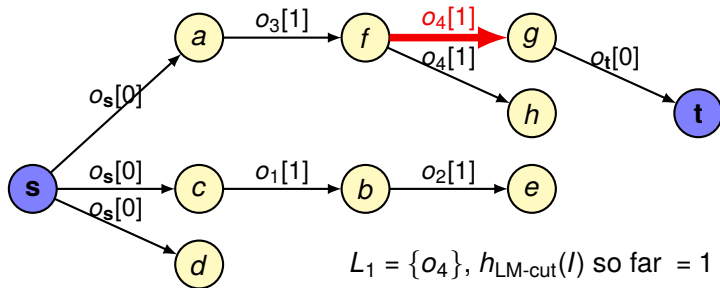 a o₃[1] f o₄[1] g
oₛ[0] o₄[1] oₜ[0]
h t
s oₛ[0] c o₁[1] b o₂[1] e
oₛ[0]
d
L₁ = {o₄}, h_LM-cut(I) so far = 1